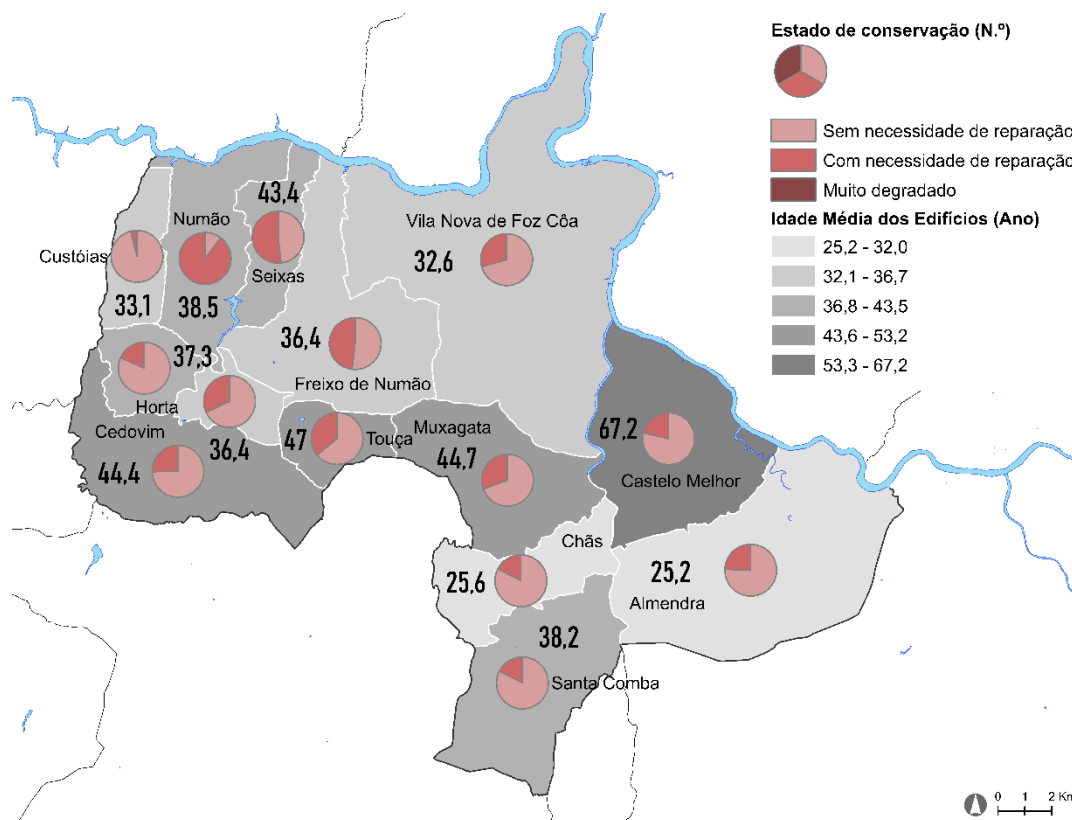 Estado de conservação (N.º)
Sem necessidade de reparação
Com necessidade de reparação
Muito degradado
Idade Média dos Edifícios (Ano)
25,2 - 32,0
32,1 - 36,7
36,8 - 43,5
43,6 - 53,2
53,3 - 67,2
43,4
Numão
Vila Nova de Foz Côa
Custóias
32,6
Seixas
33,1
38,5
36,4
37,3
Freixo de Numão
Horta
Cedovim
36,4
47
Touça
Muxagata
67,2
44,4
44,7
Castelo Melhor
Chãs
25,6
25,2
Almendra
38,2
Santa Comba
0 1 2 Km